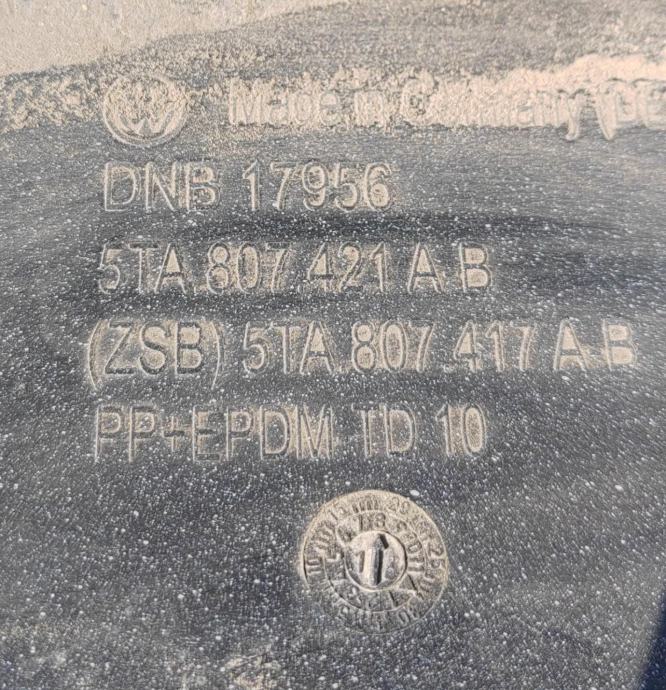 Made in Germany
DNB 17956
5TA.807.421 A B
(ZSB) 5TA.807.417 A B
PP+EPDM TD 10